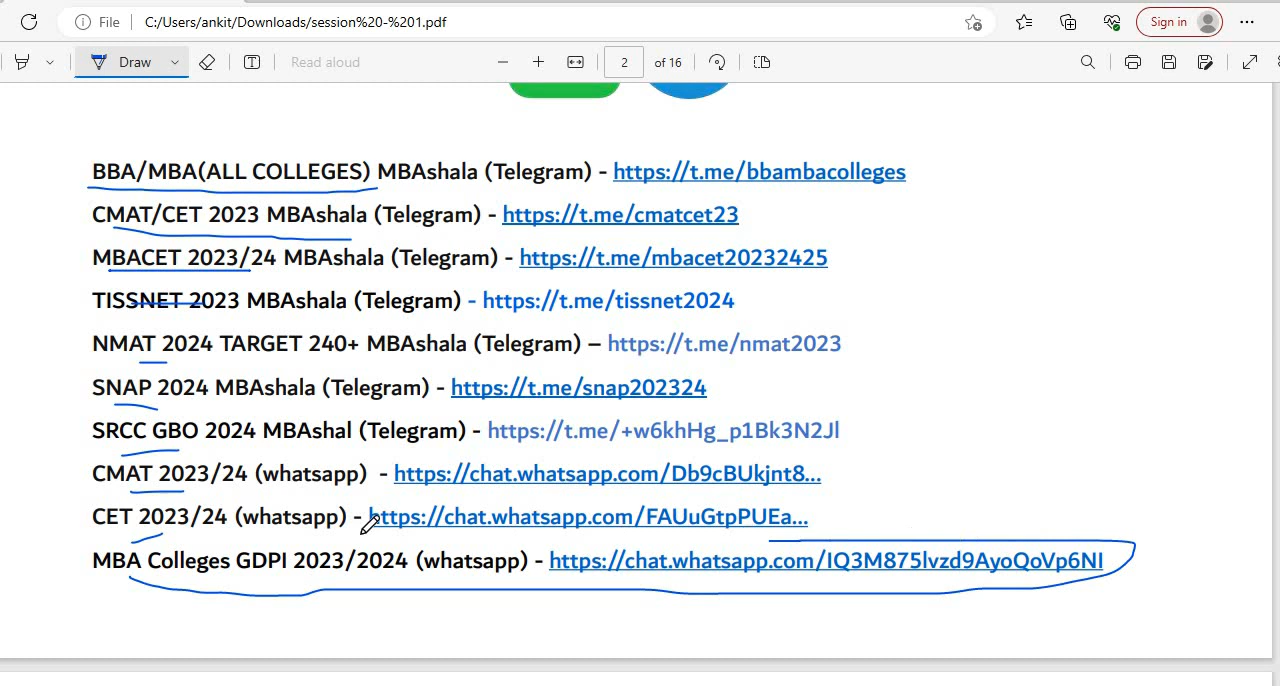 File C:/Users/ankit/Downloads/session%20-%201.pdf Sign in
Draw Read aloud 2 of 16
BBA/MBA(ALL COLLEGES) MBAshala (Telegram) - https://t.me/bbambacolleges
CMAT/CET 2023 MBAshala (Telegram) - https://t.me/cmatcet23
MBACET 2023/24 MBAshala (Telegram) - https://t.me/mbacet20232425
TISSNET 2023 MBAshala (Telegram) - https://t.me/tissnet2024
NMAT 2024 TARGET 240+ MBAshala (Telegram) – https://t.me/nmat2023
SNAP 2024 MBAshala (Telegram) - https://t.me/snap202324
SRCC GBO 2024 MBAshal (Telegram) - https://t.me/+w6khHg_p1Bk3N2Jl
CMAT 2023/24 (whatsapp) - https://chat.whatsapp.com/Db9cBUkjnt8...
CET 2023/24 (whatsapp) - https://chat.whatsapp.com/FAUuGtpPUEa...
MBA Colleges GDPI 2023/2024 (whatsapp) - https://chat.whatsapp.com/IQ3M875lvzd9AyoQoVp6NI